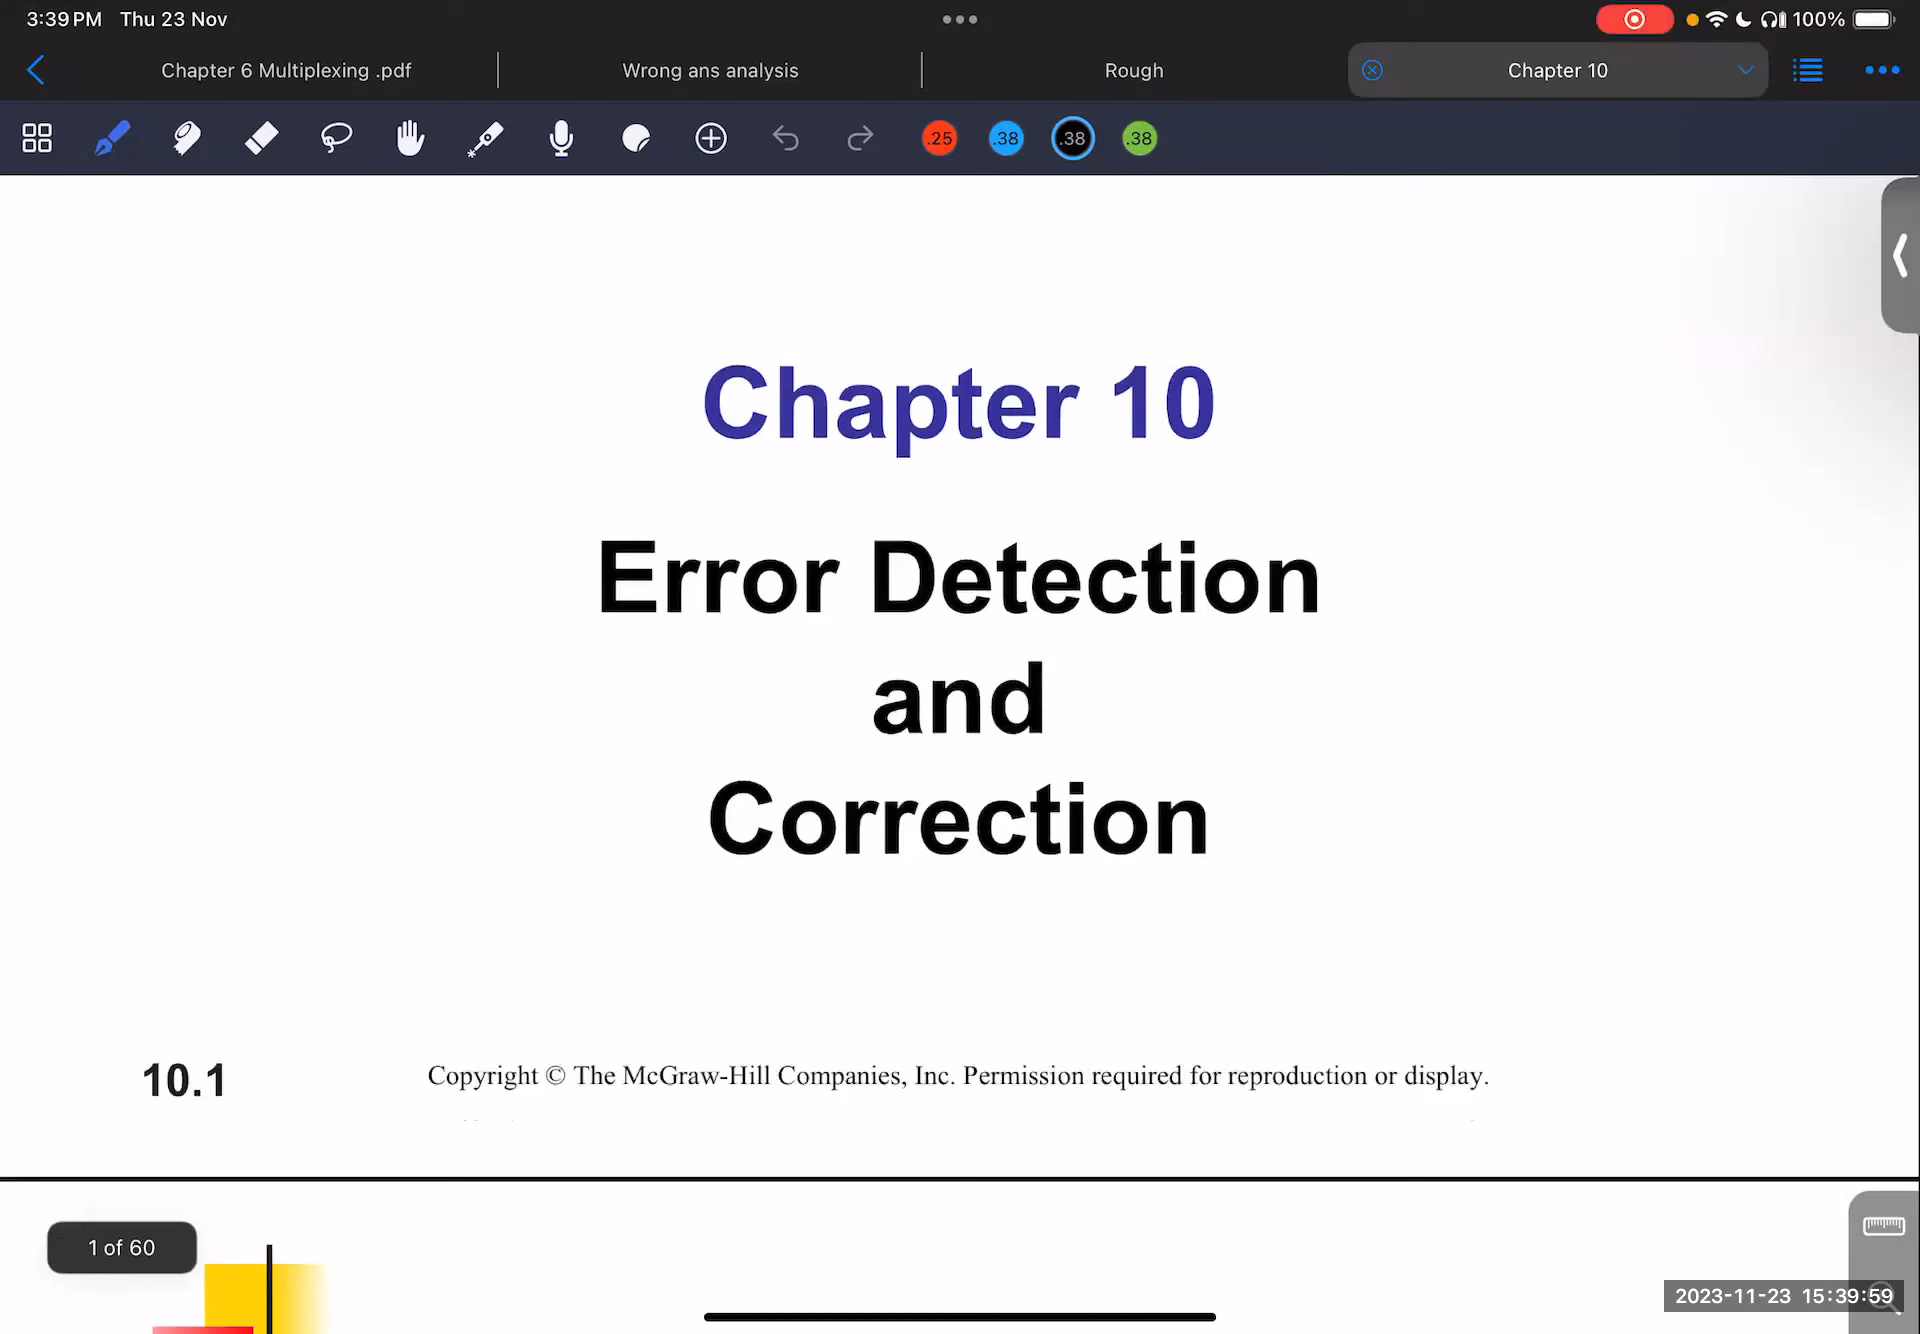 3:39 PM Thu 23 Nov
100%
Chapter 6 Multiplexing .pdf
Wrong ans analysis
Rough
Chapter 10
.25
.38
.38
.38
Chapter 10
Error Detection
and
Correction
10.1
Copyright © The McGraw-Hill Companies, Inc. Permission required for reproduction or display.
1 of 60
2023-11-23 15:39:59